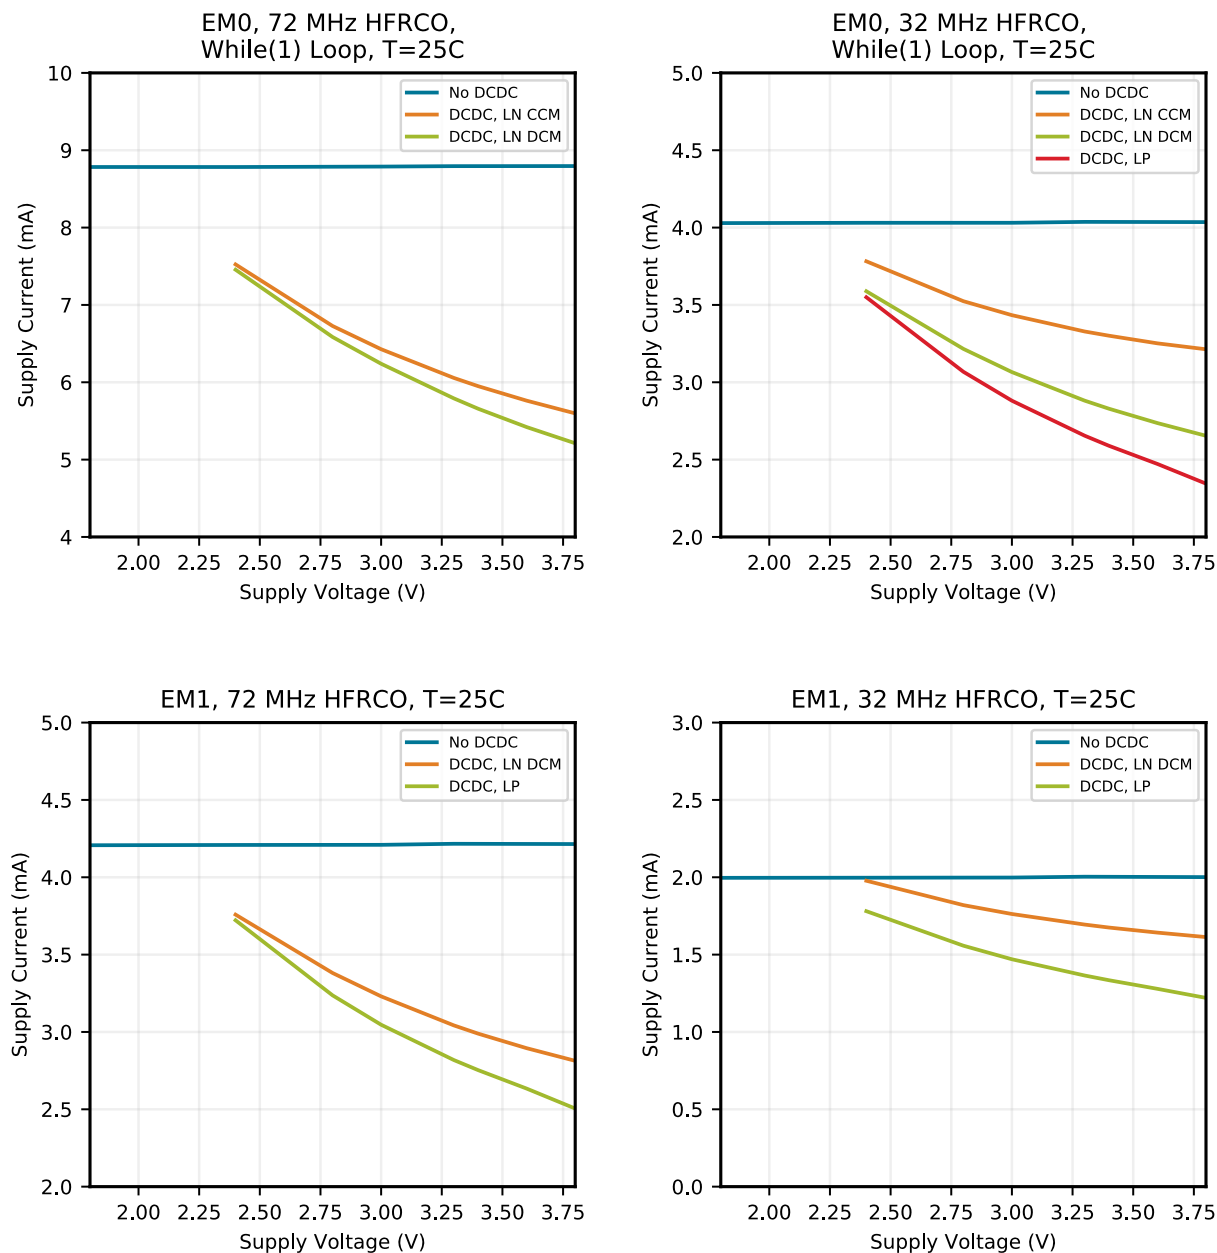 EM0, 72 MHz HFRCO,
While(1) Loop, T=25C
10
9
8
7
6
5
4
Supply Current (mA)
No DCDC
DCDC, LN CCM
DCDC, LN DCM
2.00 2.25 2.50 2.75 3.00 3.25 3.50 3.75
Supply Voltage (V)
EM0, 32 MHz HFRCO,
While(1) Loop, T=25C
5.0
4.5
4.0
3.5
3.0
2.5
2.0
Supply Current (mA)
No DCDC
DCDC, LN CCM
DCDC, LN DCM
DCDC, LP
2.00 2.25 2.50 2.75 3.00 3.25 3.50 3.75
Supply Voltage (V)
EM1, 72 MHz HFRCO, T=25C
5.0
4.5
4.0
3.5
3.0
2.5
2.0
Supply Current (mA)
No DCDC
DCDC, LN DCM
DCDC, LP
2.00 2.25 2.50 2.75 3.00 3.25 3.50 3.75
Supply Voltage (V)
EM1, 32 MHz HFRCO, T=25C
3.0
2.5
2.0
1.5
1.0
0.5
0.0
Supply Current (mA)
No DCDC
DCDC, LN DCM
DCDC, LP
2.00 2.25 2.50 2.75 3.00 3.25 3.50 3.75
Supply Voltage (V)